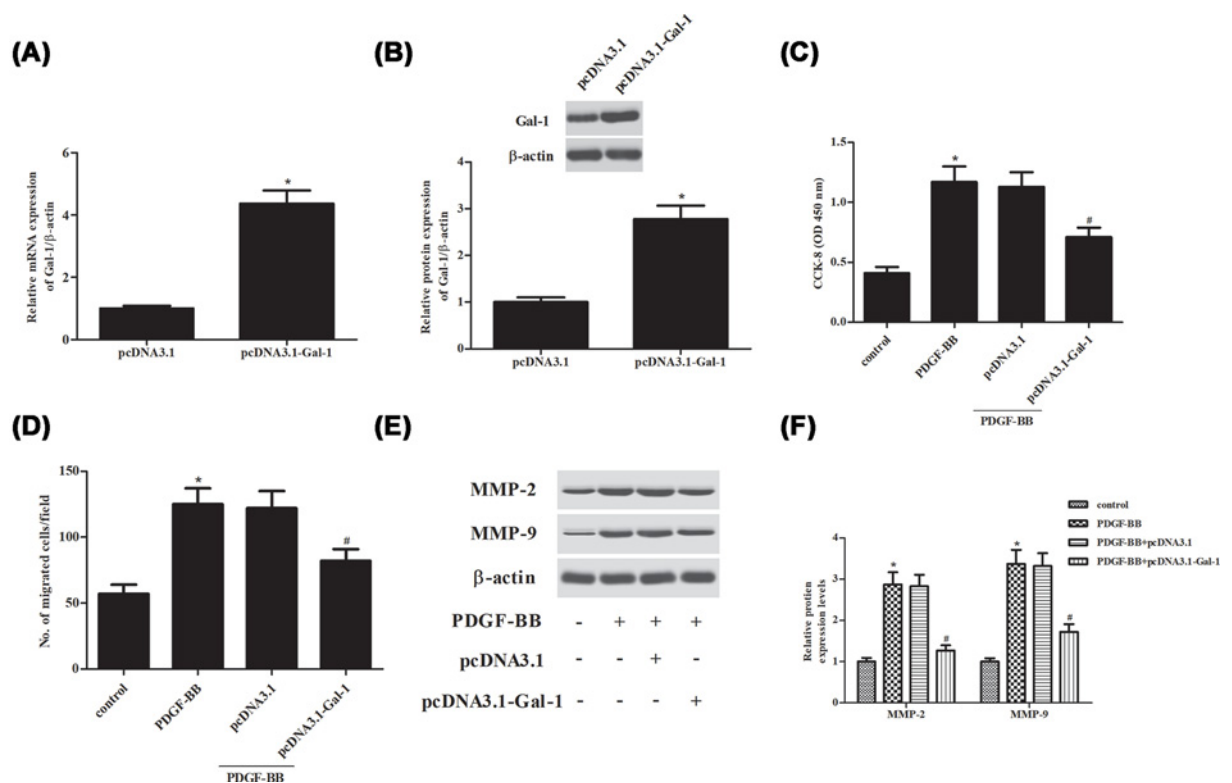 (A)
Relative mRNA expression
of Gal-1/β-actin
6
4
2
0
pcDNA3.1
pcDNA3.1-Gal-1
*
(B)
pcDNA3.1
pcDNA3.1-Gal-1
Gal-1
β-actin
Relative protein expression
of Gal-1/β-actin
4
3
2
1
0
*
pcDNA3.1
pcDNA3.1-Gal-1
(C)
CCK-8 (OD 450 nm)
1.5
1.0
0.5
0.0
*
#
control
PDGF-BB
pcDNA3.1
pcDNA3.1-Gal-1
PDGF-BB
(D)
No. of migrated cells/field
150
100
50
0
*
#
control
PDGF-BB
pcDNA3.1
pcDNA3.1-Gal-1
PDGF-BB
(E)
MMP-2
MMP-9
β-actin
PDGF-BB - + + +
pcDNA3.1 - - + -
pcDNA3.1-Gal-1 - - - +
(F)
control
PDGF-BB
PDGF-BB+pcDNA3.1
PDGF-BB+pcDNA3.1-Gal-1
Relative protien
expression levels
4
3
2
1
0
*
#
*
#
MMP-2
MMP-9